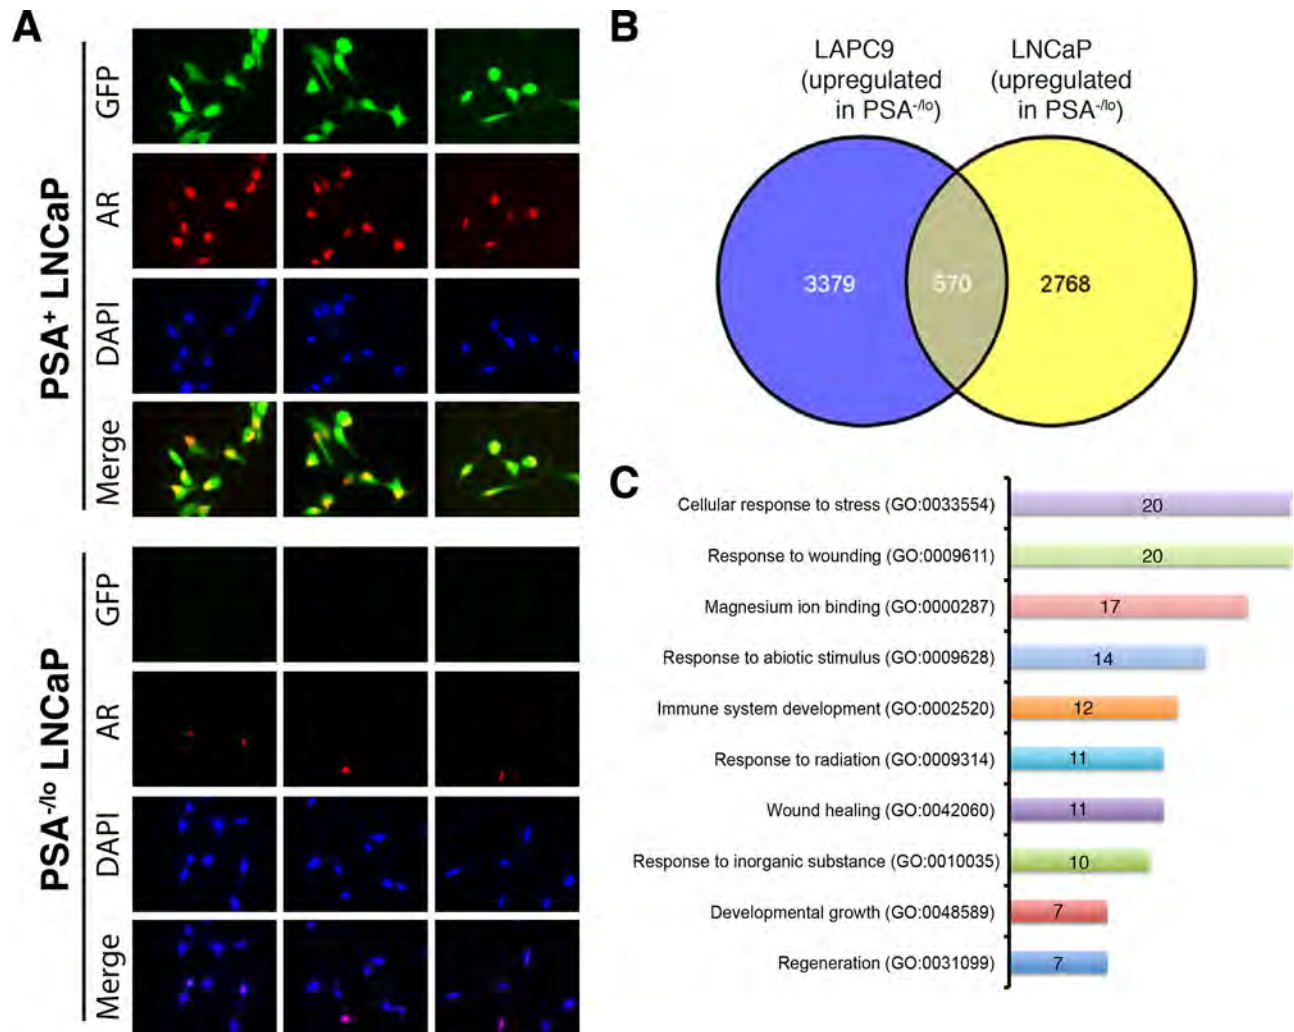 A
PSA+ LNCaP
GFP
AR
DAPI
Merge
PSA-/lo LNCaP
GFP
AR
DAPI
Merge
B
LAPC9
(upregulated
in PSA-/lo)
LNCaP
(upregulated
in PSA-/lo)
3379
570
2768
C
Cellular response to stress (GO:0033554)
20
Response to wounding (GO:0009611)
20
Magnesium ion binding (GO:0000287)
17
Response to abiotic stimulus (GO:0009628)
14
Immune system development (GO:0002520)
12
Response to radiation (GO:0009314)
11
Wound healing (GO:0042060)
11
Response to inorganic substance (GO:0010035)
10
Developmental growth (GO:0048589)
7
Regeneration (GO:0031099)
7